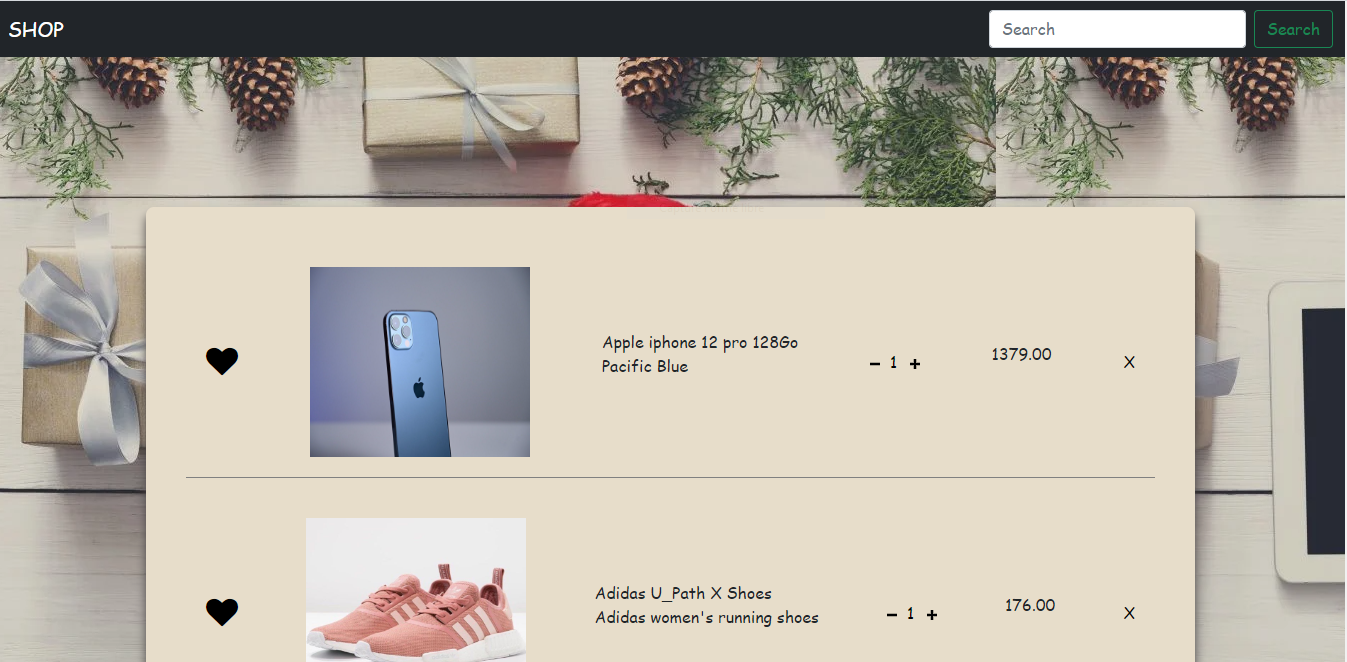 SHOP
Search
Search
Apple iphone 12 pro 128Go
Pacific Blue
1
1379.00
X
Adidas U_Path X Shoes
Adidas women's running shoes
1
176.00
X